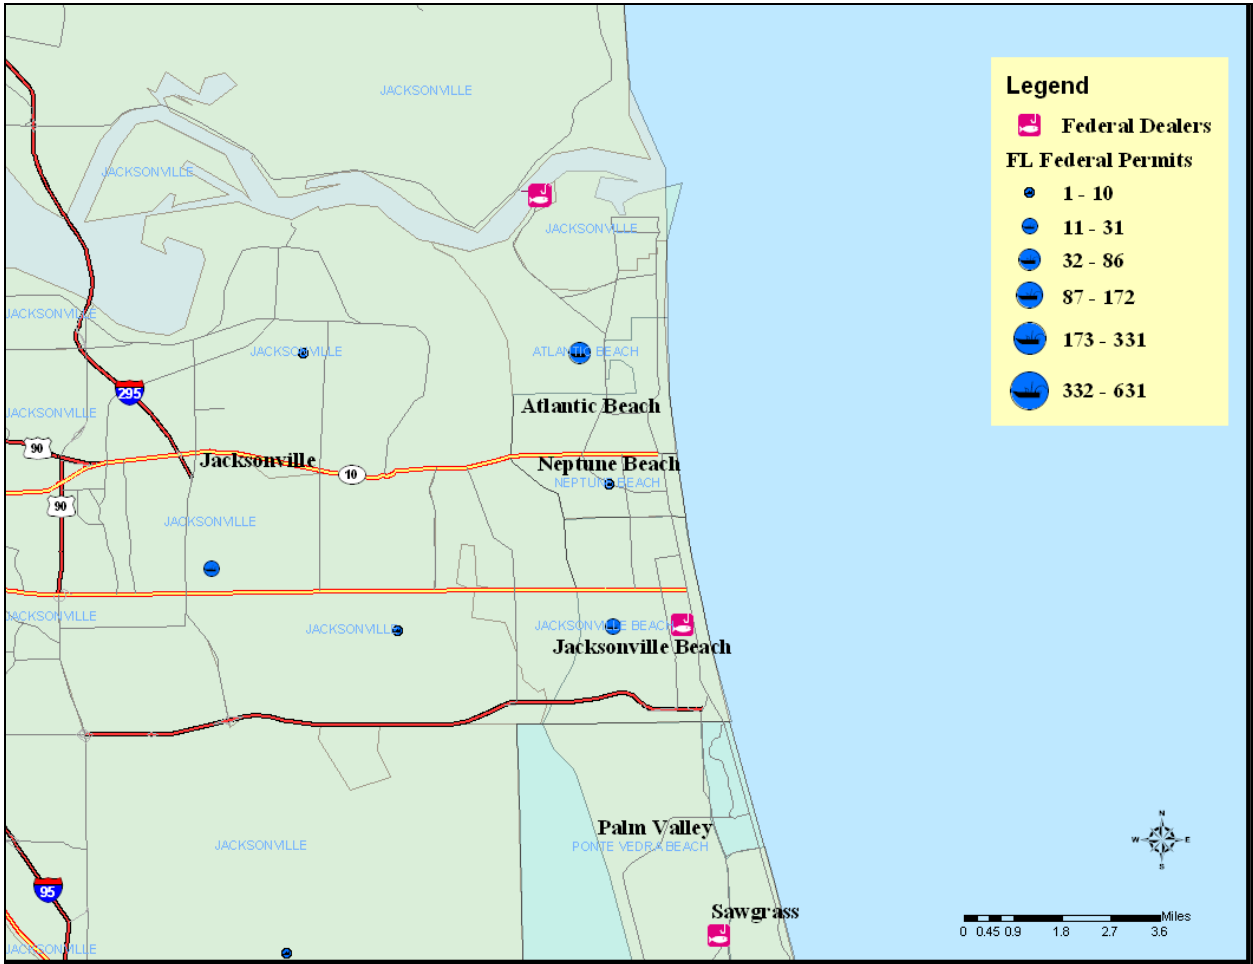 JACKSONVILLE
Legend
Federal Dealers
FL Federal Permits
1 - 10
11 - 31
32 - 86
87 - 172
173 - 331
332 - 631
JACKSONVILLE
JACKSONVILLE
JACKSONVILLE
JACKSONVILLE
ATLANTIC BEACH
295
Atlantic Beach
JACKSONVILLE
90
Jacksonville
10
Neptune Beach
NEPTUNE BEACH
90
JACKSONVILLE
JACKSONVILLE
JACKSONVILLE
JACKSONVILLE BEACH
Jacksonville Beach
Palm Valley
JACKSONVILLE
PONTE VEDRA BEACH
N
W
E
S
95
Sawgrass
Miles
0 0.45 0.9 1.8 2.7 3.6
JACKSONVILLE